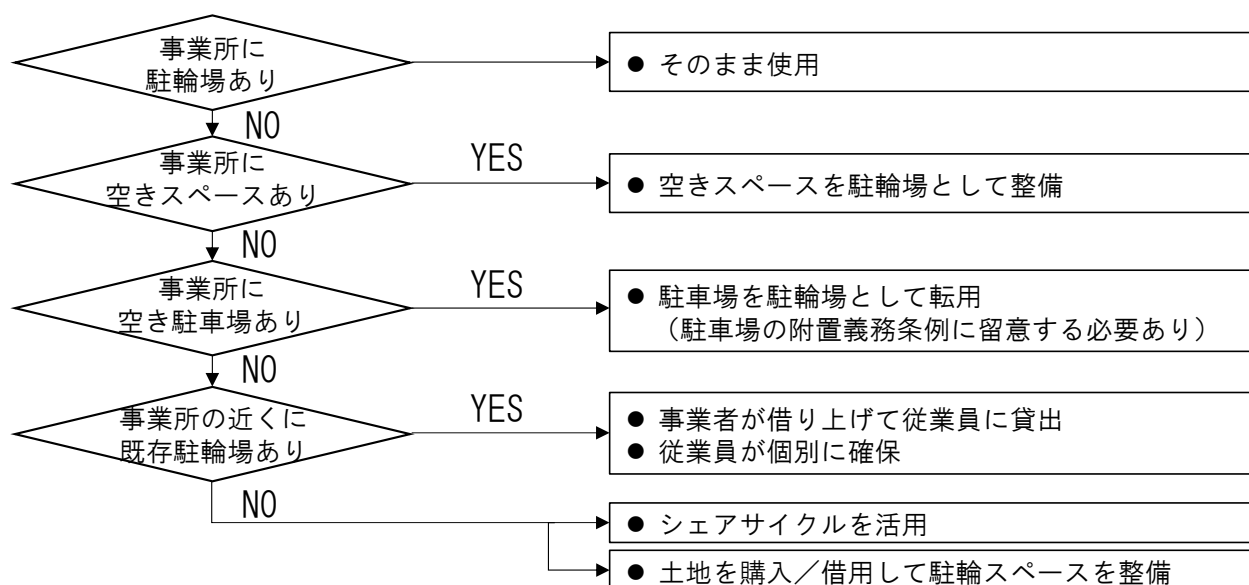 事業所に
駐輪場あり
● そのまま使用
NO
事業所に
空きスペースあり
YES
● 空きスペースを駐輪場として整備
NO
事業所に
空き駐車場あり
YES
● 駐車場を駐輪場として転用
（駐車場の附置義務条例に留意する必要あり）
NO
事業所の近くに
既存駐輪場あり
YES
● 事業者が借り上げて従業員に貸出
● 従業員が個別に確保
NO
● シェアサイクルを活用
● 土地を購入／借用して駐輪スペースを整備